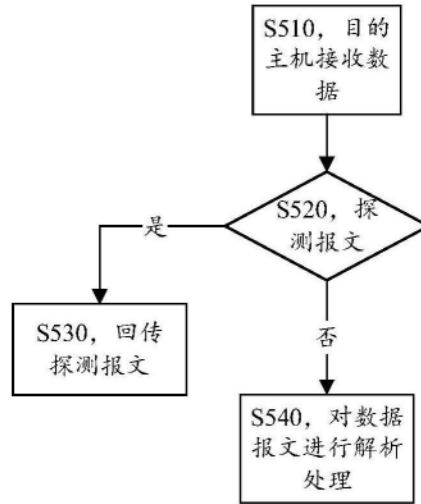 S510，目的
主机接收数
据
S520，探
测报文
是
S530，回传
探测报文
否
S540，对数据
报文进行解析
处理